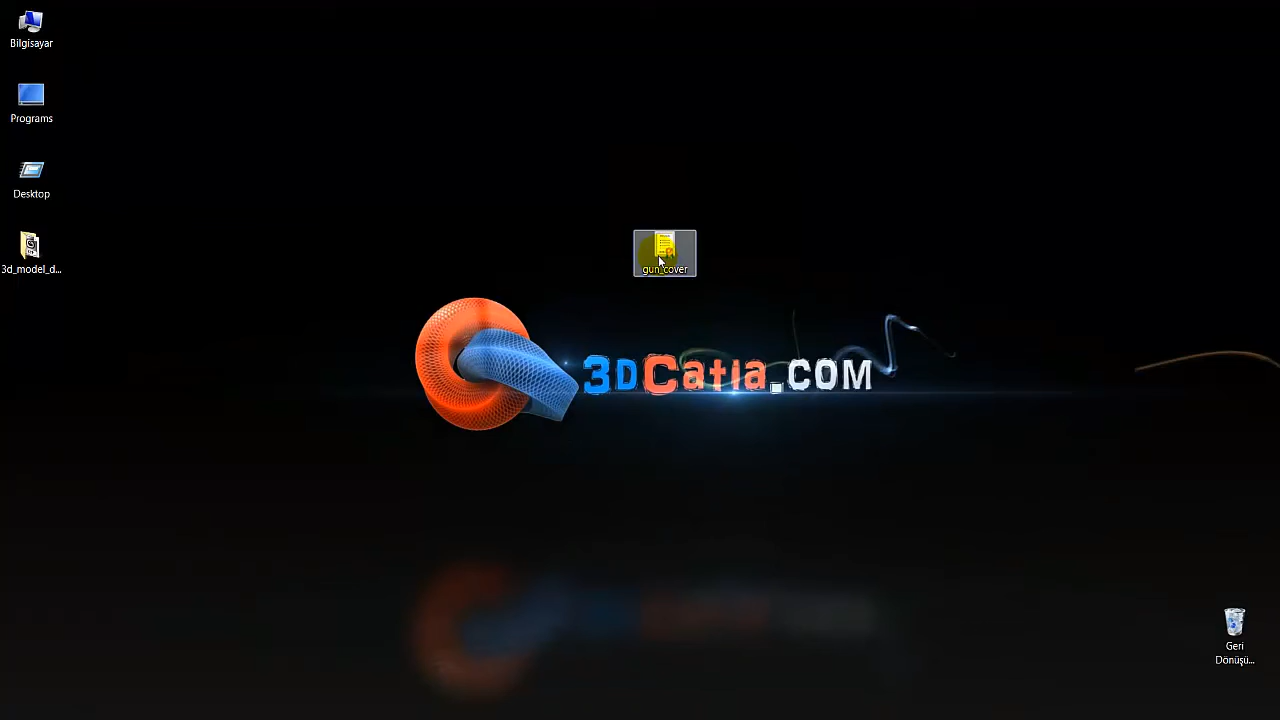 Bilgisayar
Programs
Desktop
3d_model_d...
gun_cover
3DCatia.COM
Geri
Dönüşü...